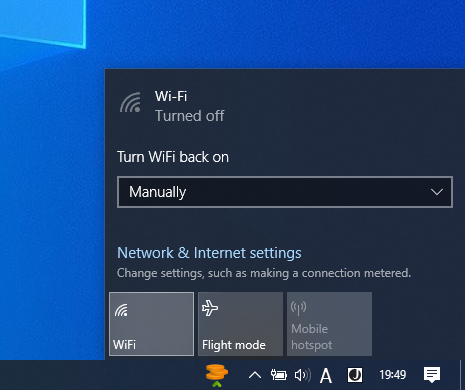 Wi-Fi
Turned off
Turn WiFi back on
Manually
Network & Internet settings
Change settings, such as making a connection metered.
WiFi
Flight mode
Mobile
hotspot
A J 19:49